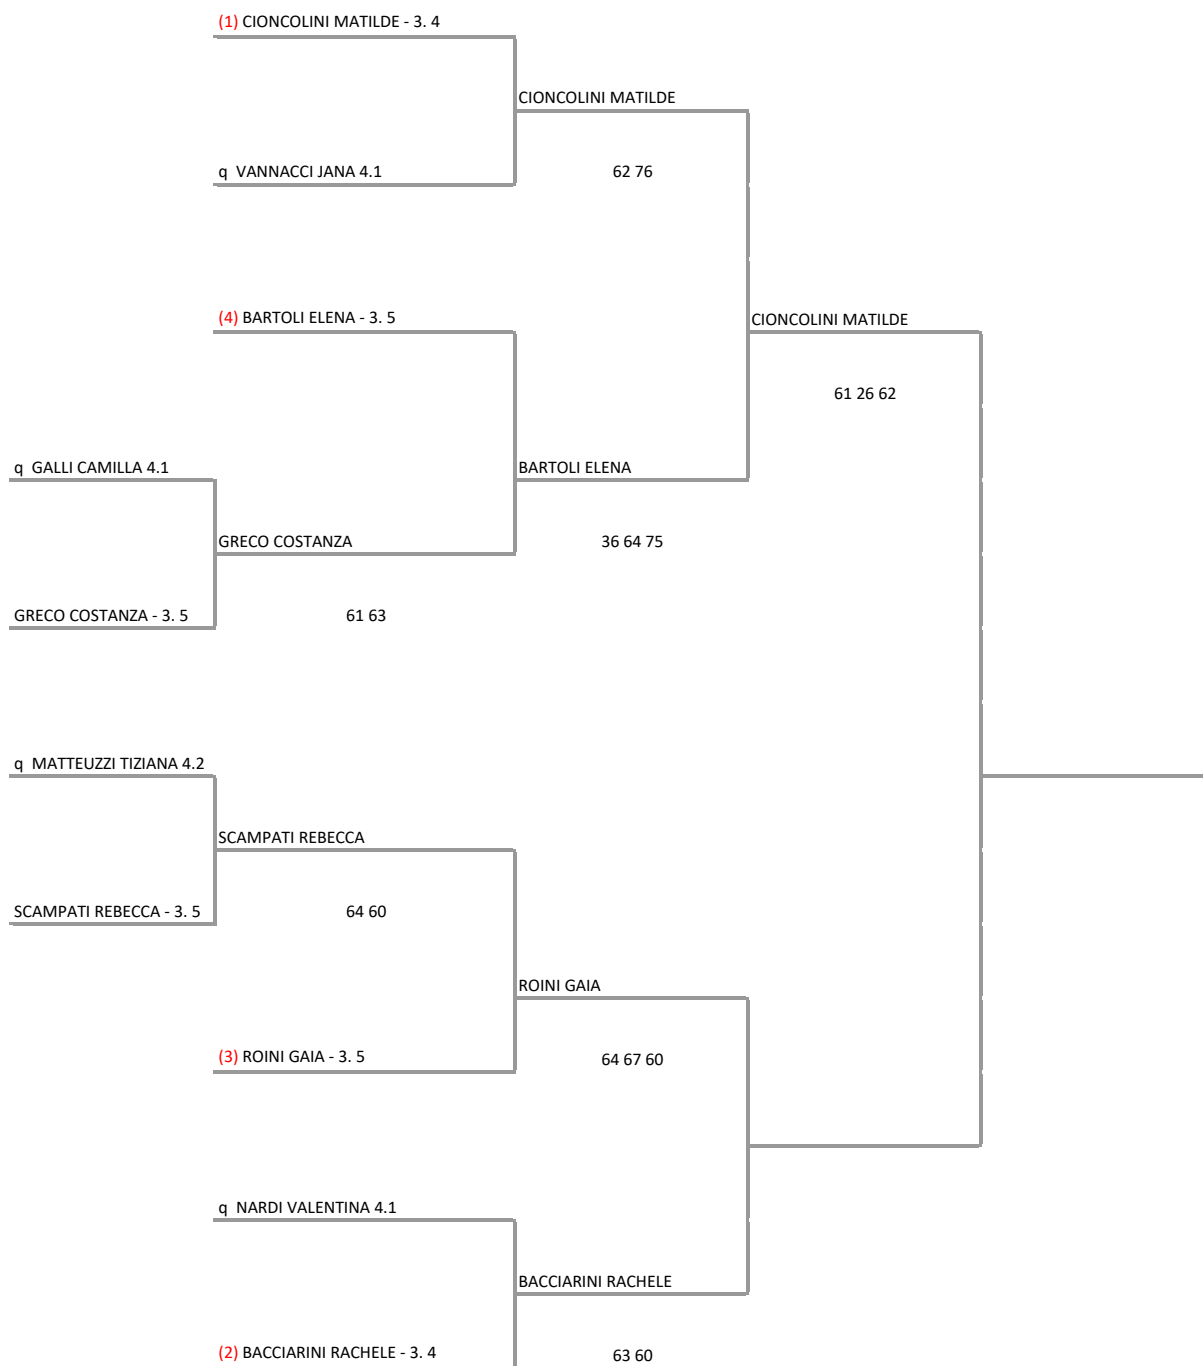 (1) CIONCOLINI MATILDE - 3. 4
CIONCOLINI MATILDE
q VANNACCI JANA 4.1
62 76
(4) BARTOLI ELENA - 3. 5
CIONCOLINI MATILDE
61 26 62
q GALLI CAMILLA 4.1
BARTOLI ELENA
GRECO COSTANZA
36 64 75
GRECO COSTANZA - 3. 5
61 63
q MATTEUZZI TIZIANA 4.2
SCAMPATI REBECCA
SCAMPATI REBECCA - 3. 5
64 60
ROINI GAIA
(3) ROINI GAIA - 3. 5
64 67 60
q NARDI VALENTINA 4.1
BACCIARINI RACHELE
(2) BACCIARINI RACHELE - 3. 4
63 60